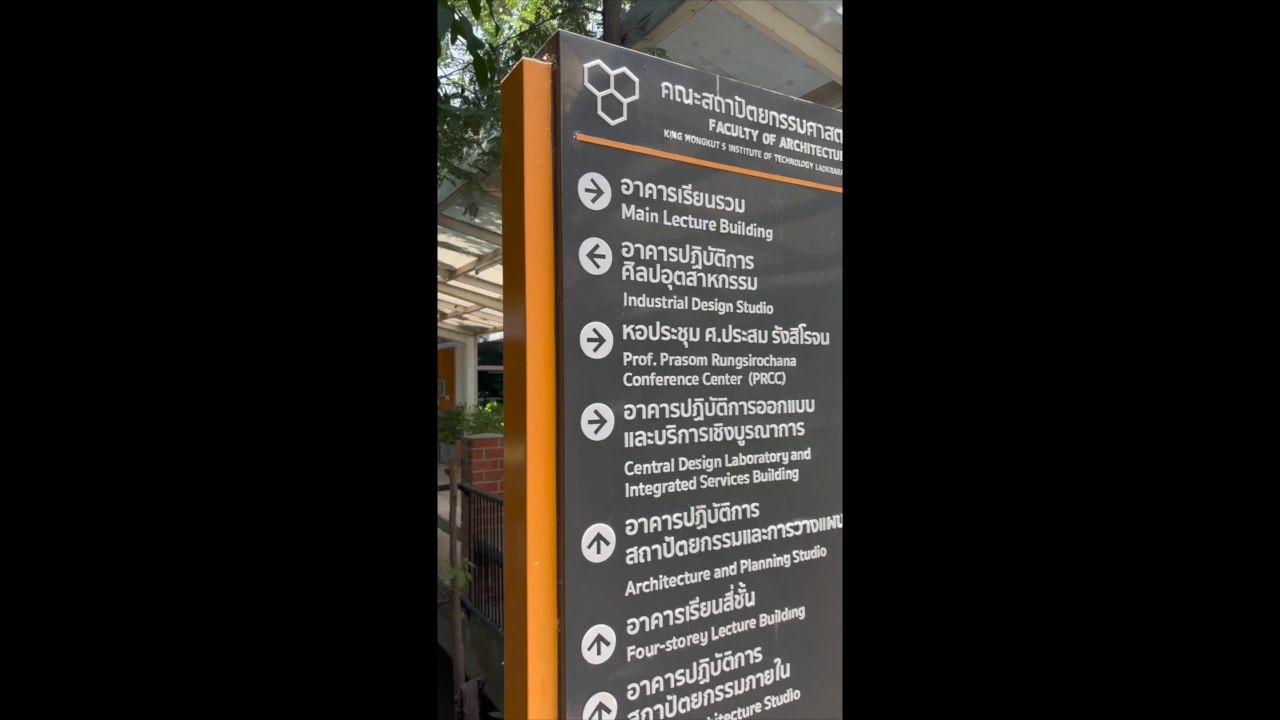 คณะสถาปัตยกรรมศาสต
FACULTY OF ARCHITECTU
KING MONGKUT S INSTITUTE OF TECHNOLOGY LADKRABA
อาคารเรียนรวม
Main Lecture Building
อาคารปฏิบัติการ
ศิลปอุตสาหกรรม
Industrial Design Studio
หอประชุม ศ.ประสม รังสิโรจน
Prof. Prasom Rungsirochana
Conference Center (PRCC)
อาคารปฏิบัติการออกแบบ
และบริการเชิงบูรณาการ
Central Design Laboratory and
Integrated Services Building
อาคารปฏิบัติการ
สถาปัตยกรรมและการวางแผน
Architecture and Planning Studio
อาคารเรียนสี่ชั้น
Four-storey Lecture Building
อาคารปฏิบัติการ
สถาปัตยกรรมภายใน
Studio